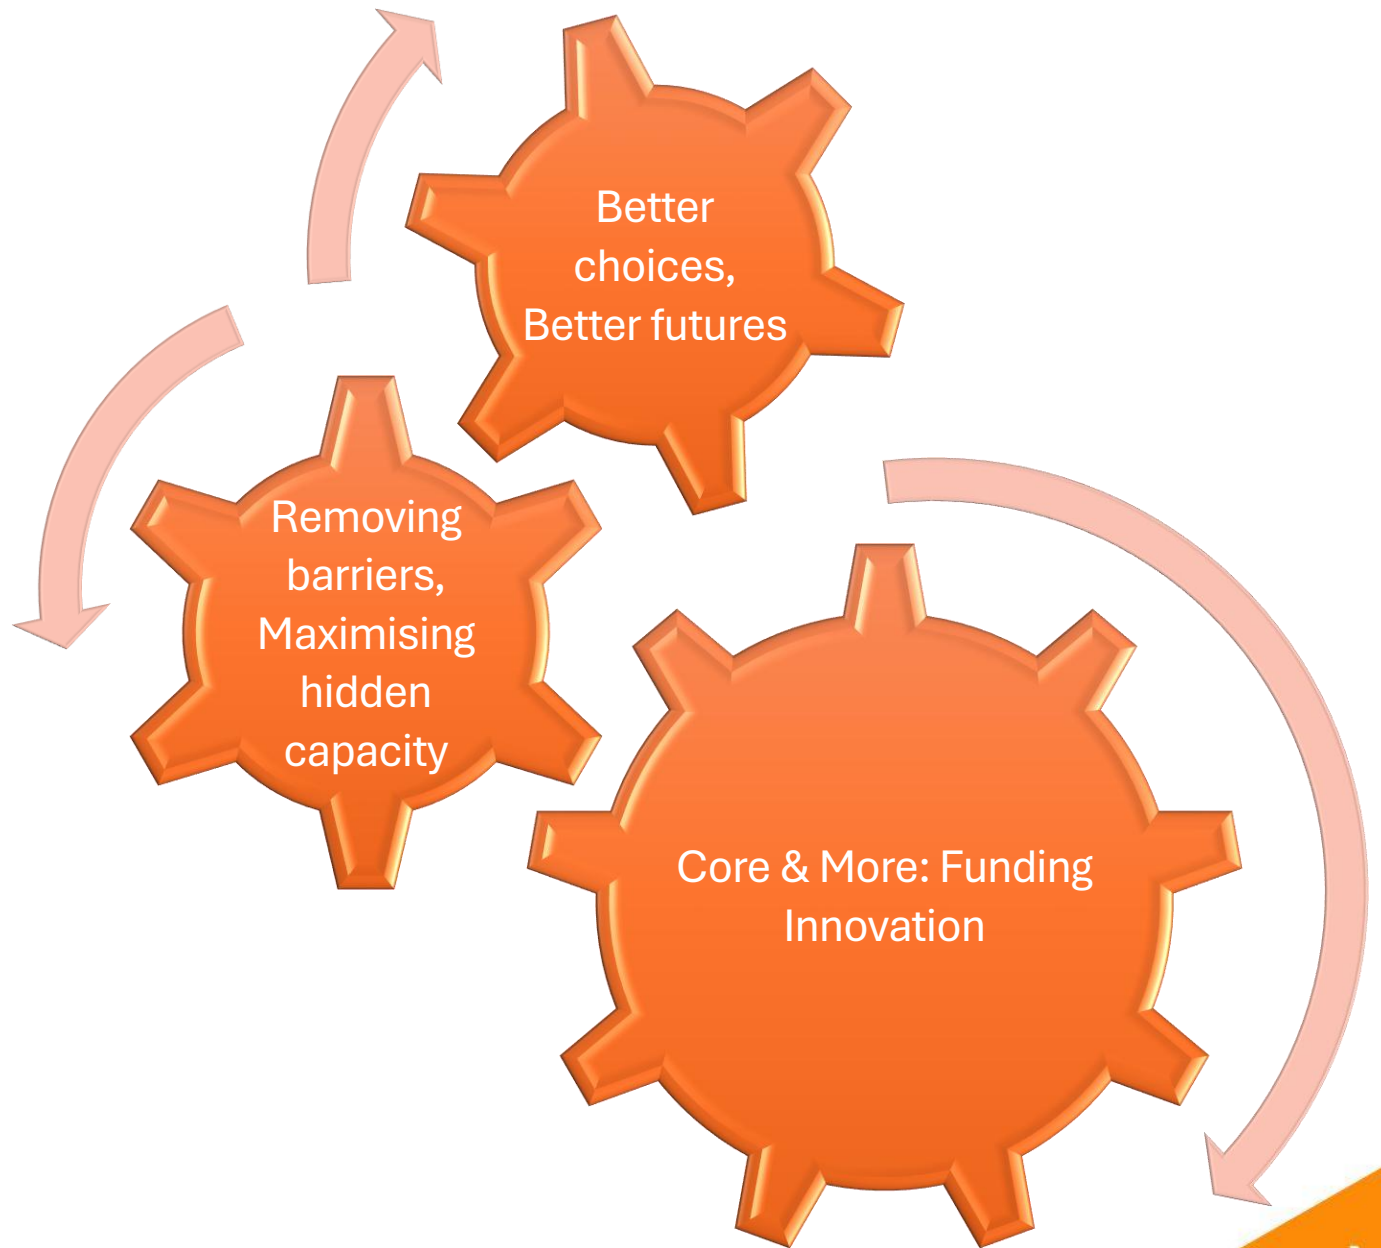 Better
choices,
Better futures
Removing
barriers,
Maximising
hidden
capacity
Core & More: Funding
Innovation